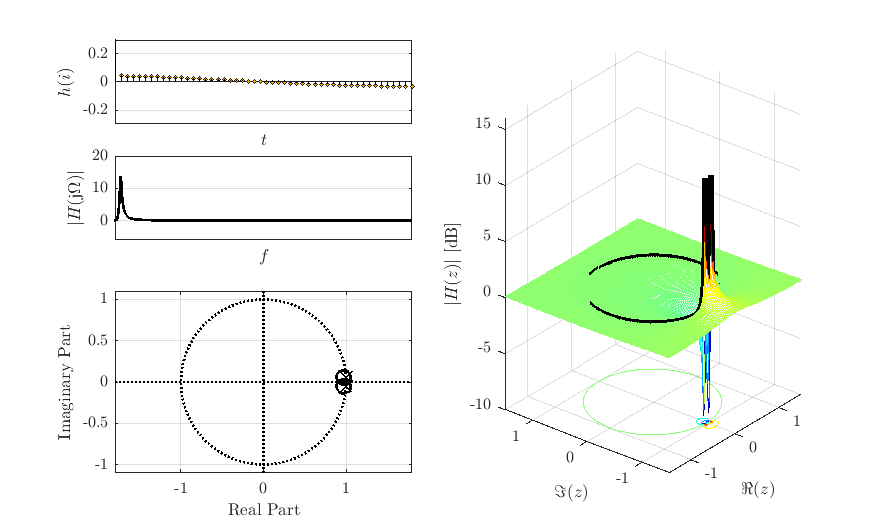 0.2
0
-0.2
h(i)
t
20
10
0
|H(jΩ)|
f
1
0.5
0
-0.5
-1
Imaginary Part
-1
0
1
Real Part
15
10
5
0
-5
-10
|H(z)| [dB]
1
0
-1
ℑ(z)
-1
0
1
ℜ(z)